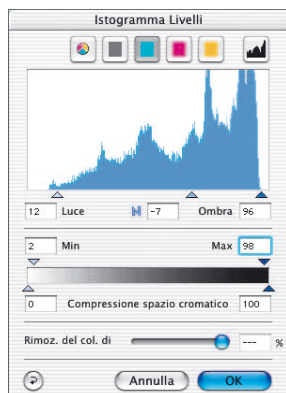 Istogramma Livelli
12 Luce -7 Ombra 96
2 Min Max 98
0 Compressione spazio cromatico 100
Rimoz. del col. di --- %
Annulla OK